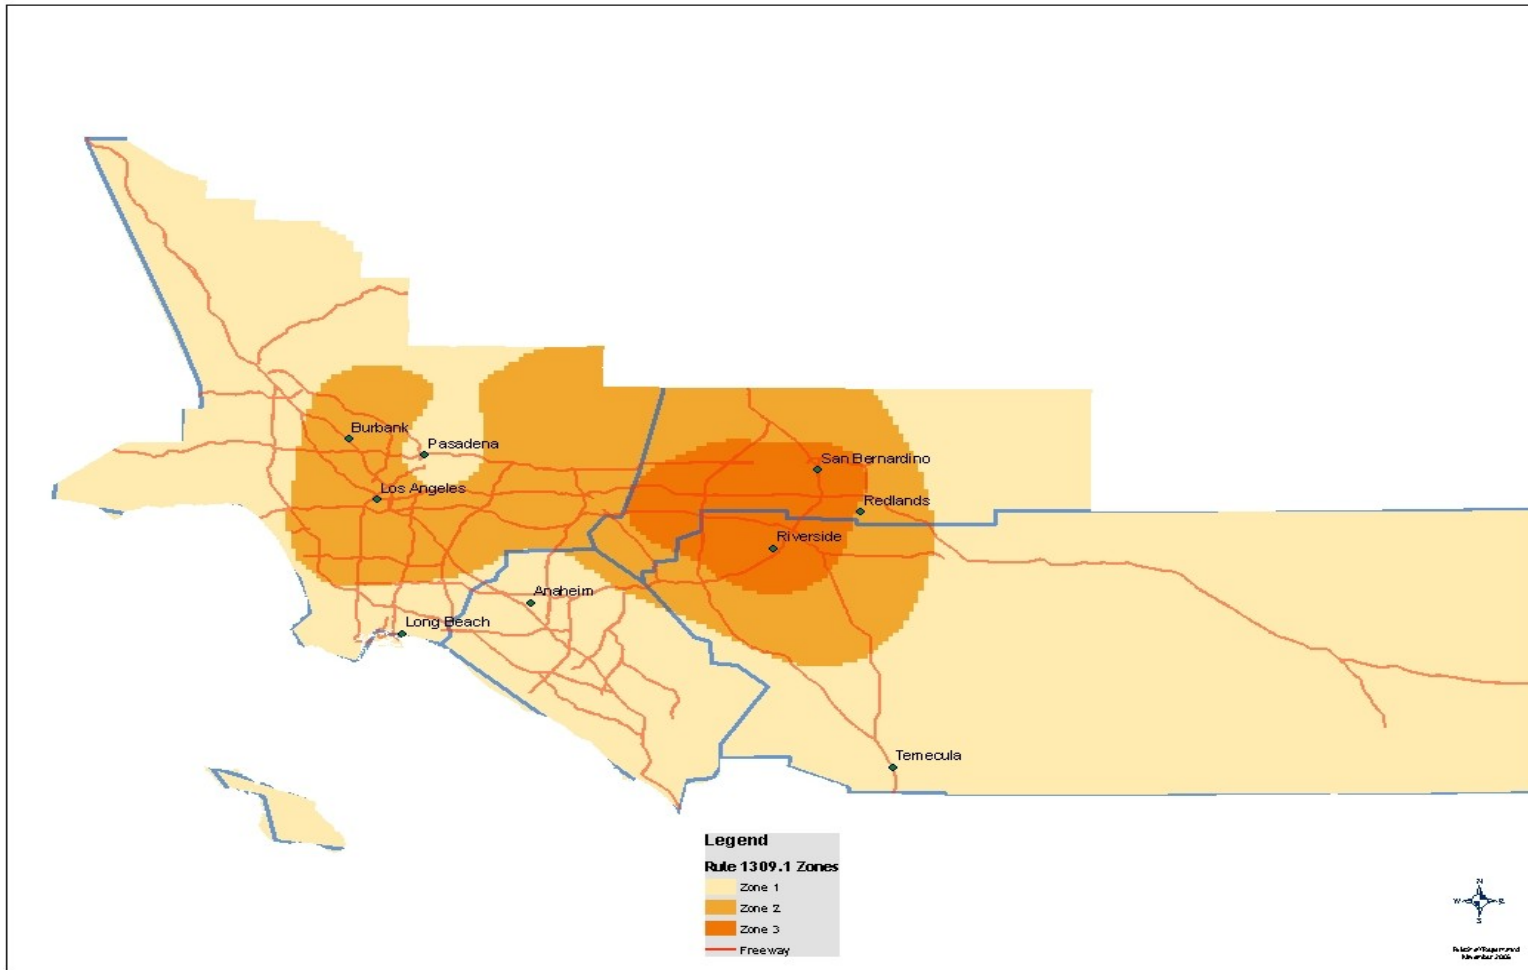 Burbank
Pasadena
Los Angeles
San Bernardino
Redlands
Riverside
Anaheim
Long Beach
Temecula
Legend
Rule 1309.1 Zones
Zone 1
Zone 2
Zone 3
Freeway
N
W E
S
November